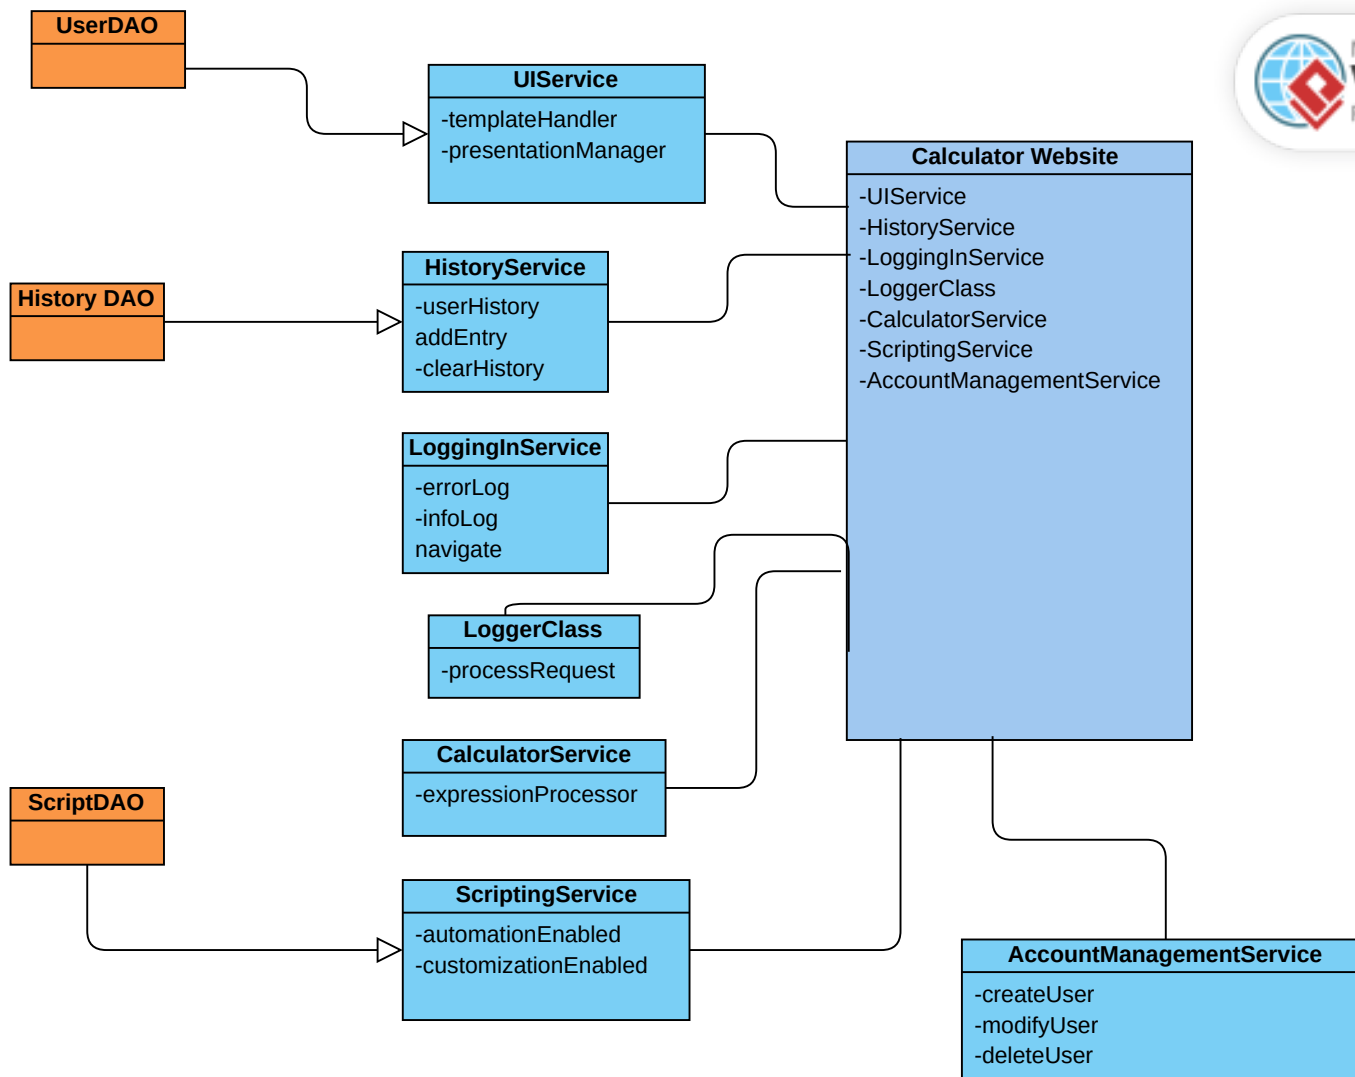 UserDAO
UIService
-templateHandler
-presentationManager
Calculator Website
-UIService
-HistoryService
-LoggingInService
-LoggerClass
-CalculatorService
-ScriptingService
-AccountManagementService
History DAO
HistoryService
-userHistory
addEntry
-clearHistory
LoggingInService
-errorLog
-infoLog
navigate
LoggerClass
-processRequest
CalculatorService
-expressionProcessor
ScriptDAO
ScriptingService
-automationEnabled
-customizationEnabled
AccountManagementService
-createUser
-modifyUser
-deleteUser